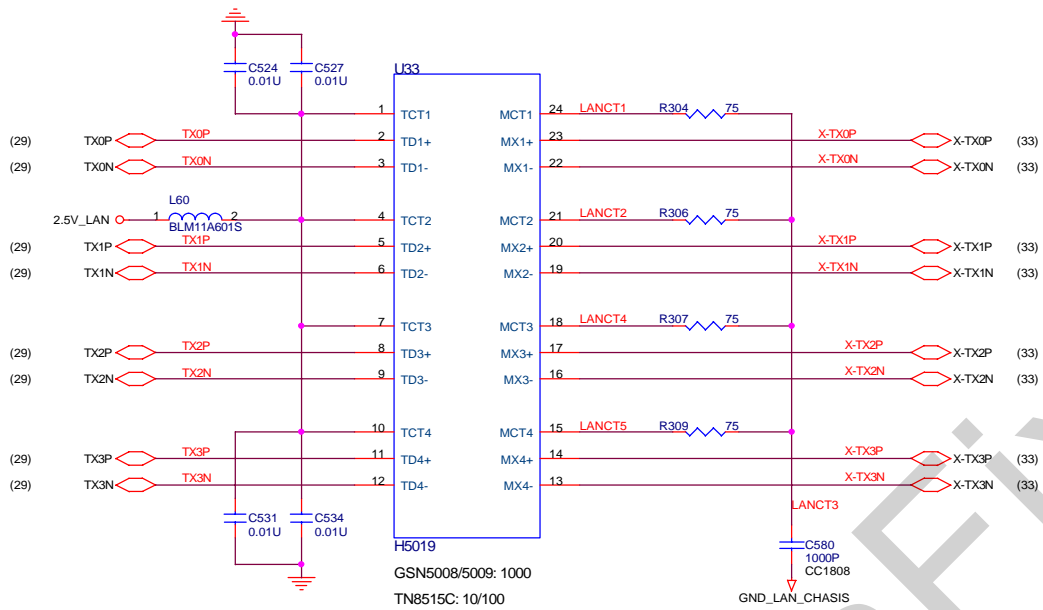 C524 C527
0.01U 0.01U
U33
1 TCT1 MCT1 24 LANCT1 R304 75
(29) TX0P TX0P 2 TD1+ MX1+ 23 X-TX0P X-TX0P (33)
(29) TX0N TX0N 3 TD1- MX1- 22 X-TX0N X-TX0N (33)
L60
2.5V_LAN 1 2 4 TCT2 MCT2 21 LANCT2 R306 75
BLM11A601S
(29) TX1P TX1P 5 TD2+ MX2+ 20 X-TX1P X-TX1P (33)
(29) TX1N TX1N 6 TD2- MX2- 19 X-TX1N X-TX1N (33)
7 TCT3 MCT3 18 LANCT4 R307 75
(29) TX2P TX2P 8 TD3+ MX3+ 17 X-TX2P X-TX2P (33)
(29) TX2N TX2N 9 TD3- MX3- 16 X-TX2N X-TX2N (33)
10 TCT4 MCT4 15 LANCT5 R309 75
(29) TX3P TX3P 11 TD4+ MX4+ 14 X-TX3P X-TX3P (33)
(29) TX3N TX3N 12 TD4- MX4- 13 X-TX3N X-TX3N (33)
LANCT3
C531 C534
0.01U 0.01U
C580
1000P
CC1808
H5019
GSN5008/5009: 1000
TN8515C: 10/100
GND_LAN_CHASIS